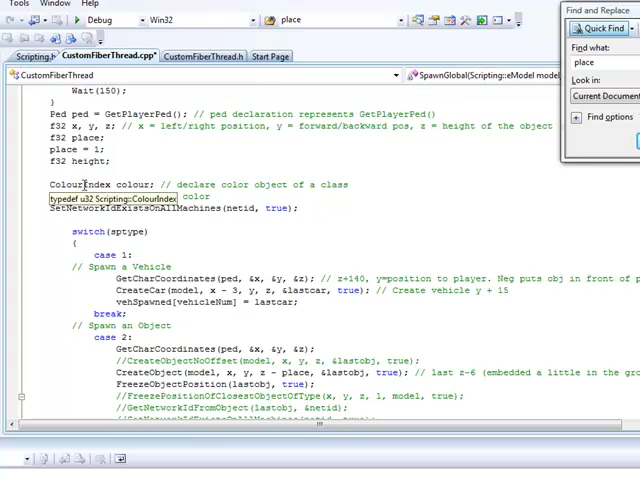 Tools Window Help
Find and Replace
Debug Win32 place
Quick Find
Scripting.h CustomFiberThread.cpp* CustomFiberThread.h Start Page
Find what:
place
CustomFiberThread SpawnGlobal(Scripting::eModel model,
Look in:
Current Document
Wait(150);
}
Find options
Ped ped = GetPlayerPed(); // ped declaration represents GetPlayerPed()
f32 x, y, z; // x = left/right position, y = forward/backward pos, z = height of the object
f32 place;
place = 1;
f32 height;
ColourIndex colour; // declare color object of a class
typedef u32 Scripting::ColourIndex
color
SetNetworkIdExistsOnAllMachines(netid, true);
switch(sptype)
{
case 1:
// Spawn a Vehicle
GetCharCoordinates(ped, &x, &y, &z); // z+140, y=position to player. Neg puts obj in front of p
CreateCar(model, x - 3, y, z, &lastcar, true); // Create vehicle y + 15
vehSpawned[vehicleNum] = lastcar;
break;
// Spawn an Object
case 2:
GetCharCoordinates(ped, &x, &y, &z);
//CreateObjectNoOffset(model, x, y, z, &lastobj, true);
CreateObject(model, x, y, z - place, &lastobj, true); // last z-6 (embedded a little in the gro
FreezeObjectPosition(lastobj, true);
//FreezePositionOfClosestObjectOfType(x, y, z, 1, model, true);
//GetNetworkIdFromObject(lastobj, &netid);